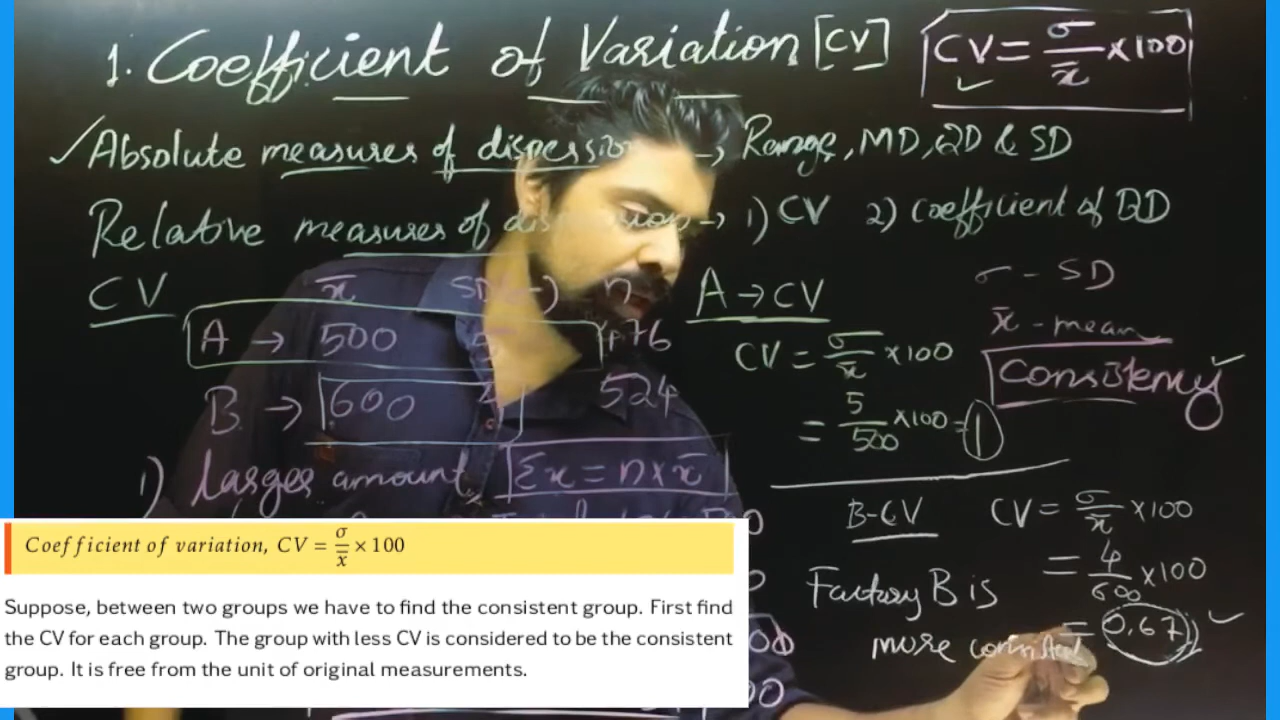 1. Coefficient of Variation [CV]
CV = σ/x̄ × 100
✓ Absolute measures of dispersion → Range, MD, QD & SD
Relative measures of → 1) CV 2) Coefficient of QD
CV x̄ SD n
A → 500 5 476
B → 600 4 524
1) Larger amount Σx = n × x̄
A → CV
CV = σ/x̄ × 100
= 5/500 × 100 = 1
σ - SD
x̄ - mean
Consistency ✓
B - CV CV = σ/x̄ × 100
= 4/600 × 100
= 0.67 ✓
Factory B is
more consistent
Coefficient of variation, CV = σ/x̄ × 100
Suppose, between two groups we have to find the consistent group. First find
the CV for each group. The group with less CV is considered to be the consistent
group. It is free from the unit of original measurements.